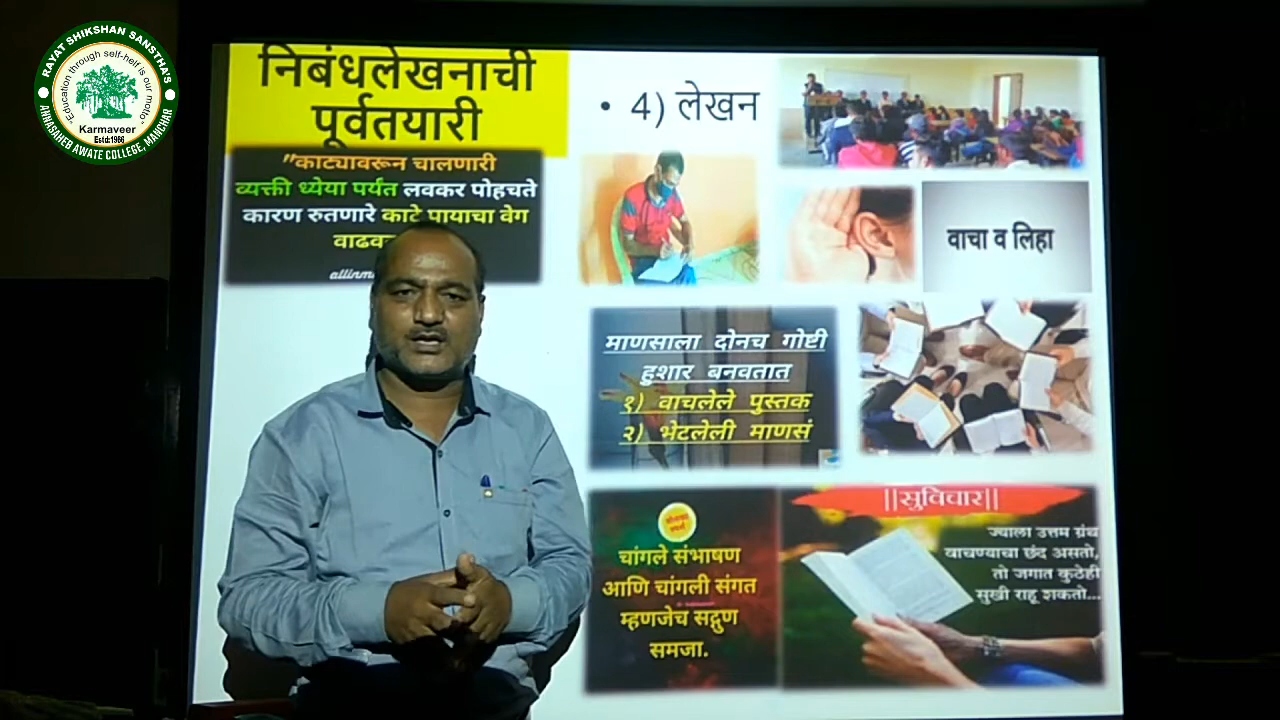 RAYAT SHIKSHAN SANSTHA'S
"Education through self-help is our motto"
Karmaveer
Estd:1966
ANNASAHEB AWATE COLLEGE, MANCHAR
निबंधलेखनाची
पूर्वतयारी
"काट्यावरून चालणारी
व्यक्ती ध्येया पर्यंत लवकर पोहचते
कारण रुतणारे काटे पायाचा वेग
• 4) लेखन
वाचा व लिहा
माणसाला दोनच गोष्टी
हुशार बनवतात
१) वाचलेले पुस्तक
२) भेटलेली माणसं
चांगले संभाषण
आणि चांगली संगत
म्हणजेच सद्गुण
समजा.
||सुविचार||
ज्याला उत्तम ग्रंथ
वाचण्याचा छंद असतो,
तो जगात कुठेही
सुखी राहू शकतो...